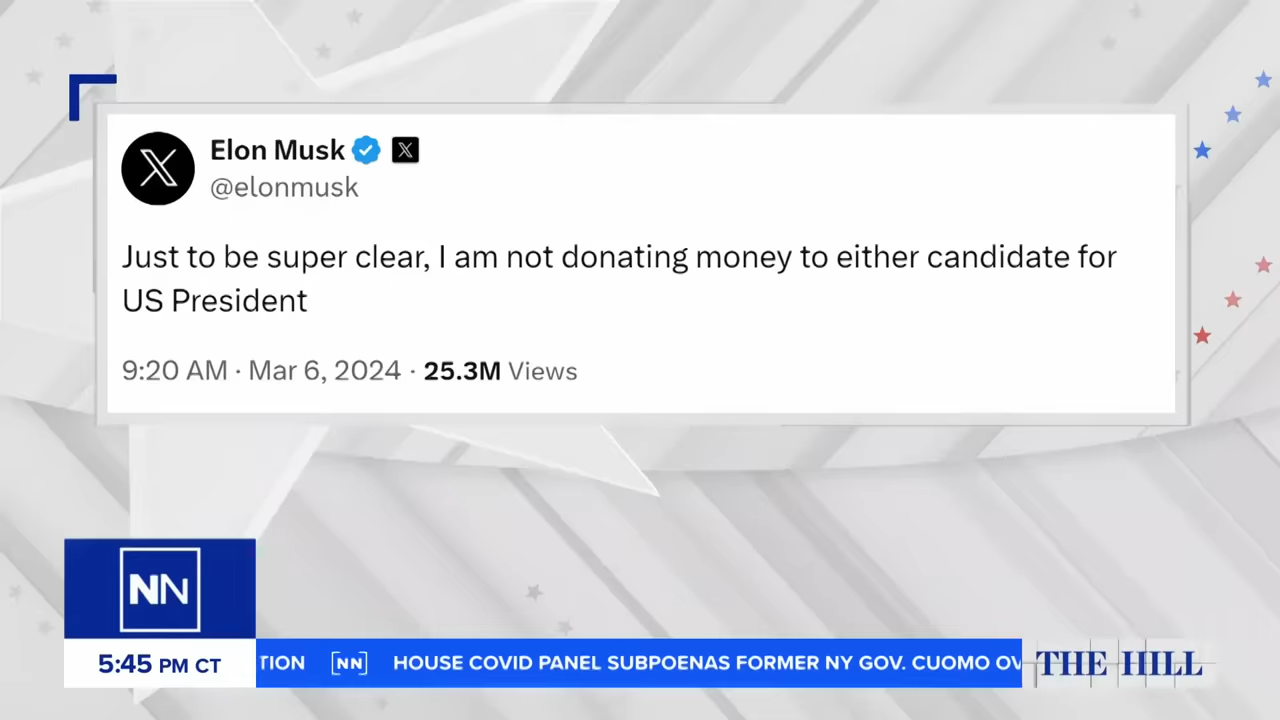 Elon Musk
@elonmusk
Just to be super clear, I am not donating money to either candidate for
US President
9:20 AM · Mar 6, 2024 · 25.3M Views
NN
5:45 PM CT
TION NN HOUSE COVID PANEL SUBPOENAS FORMER NY GOV. CUOMO OV
THE HILL